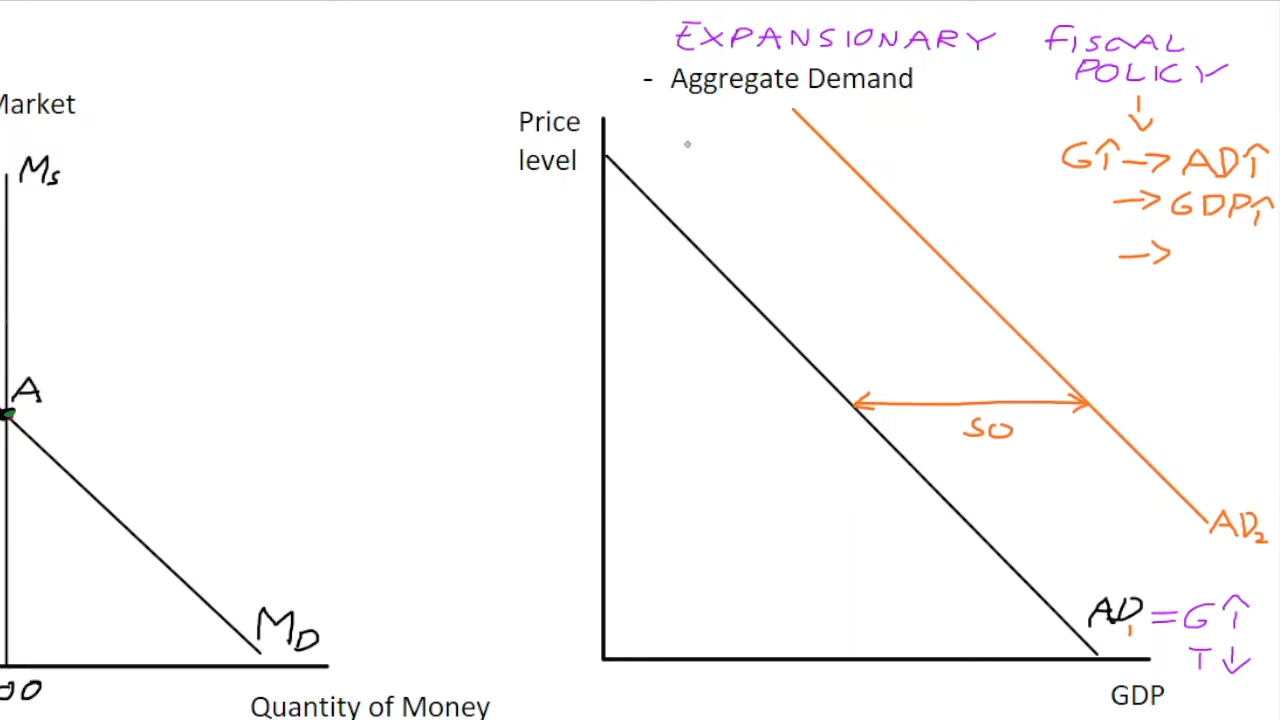 Market
Ms
A
MD
00
Quantity of Money
EXPANSIONARY FISCAL
POLICY
- Aggregate Demand
Price
level
G↑ → AD↑
→ GDP↑
→
50
AD2
AD1 = G↑
T↓
GDP